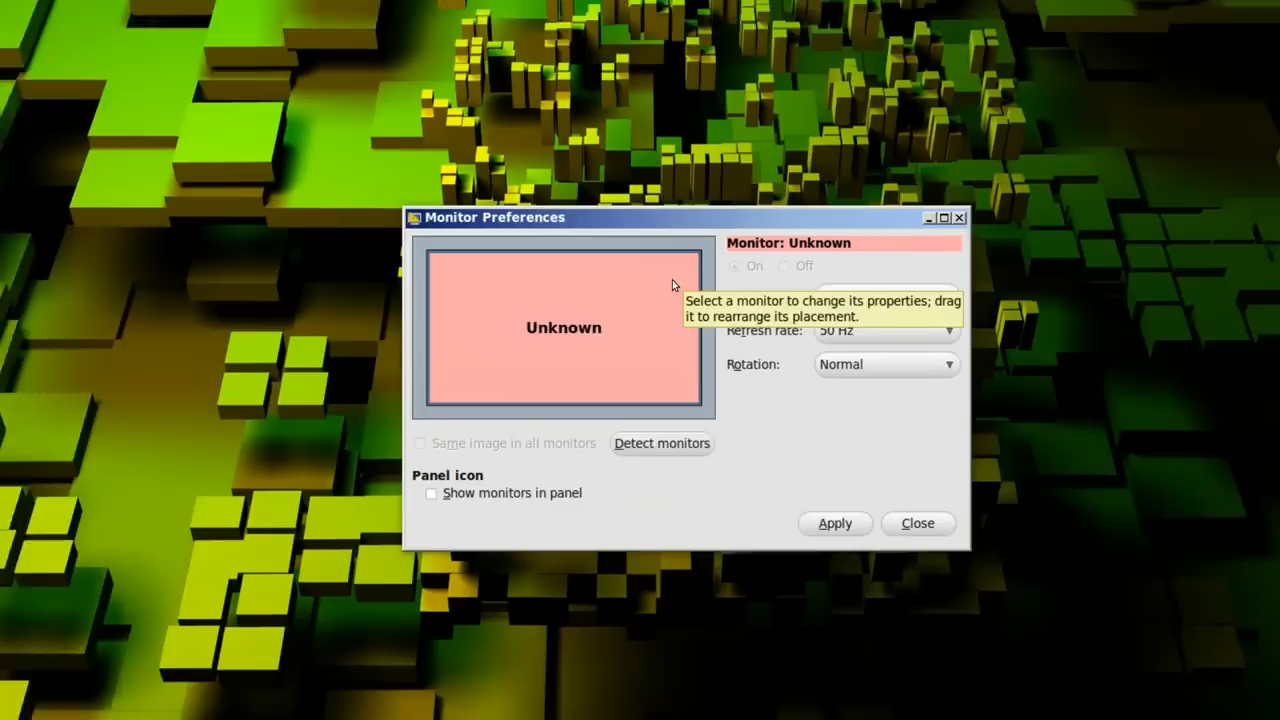 Monitor Preferences
Monitor: Unknown
On Off
Select a monitor to change its properties; drag
it to rearrange its placement.
Unknown
Refresh rate: 50 Hz
Rotation: Normal
Same image in all monitors Detect monitors
Panel icon
Show monitors in panel
Apply Close